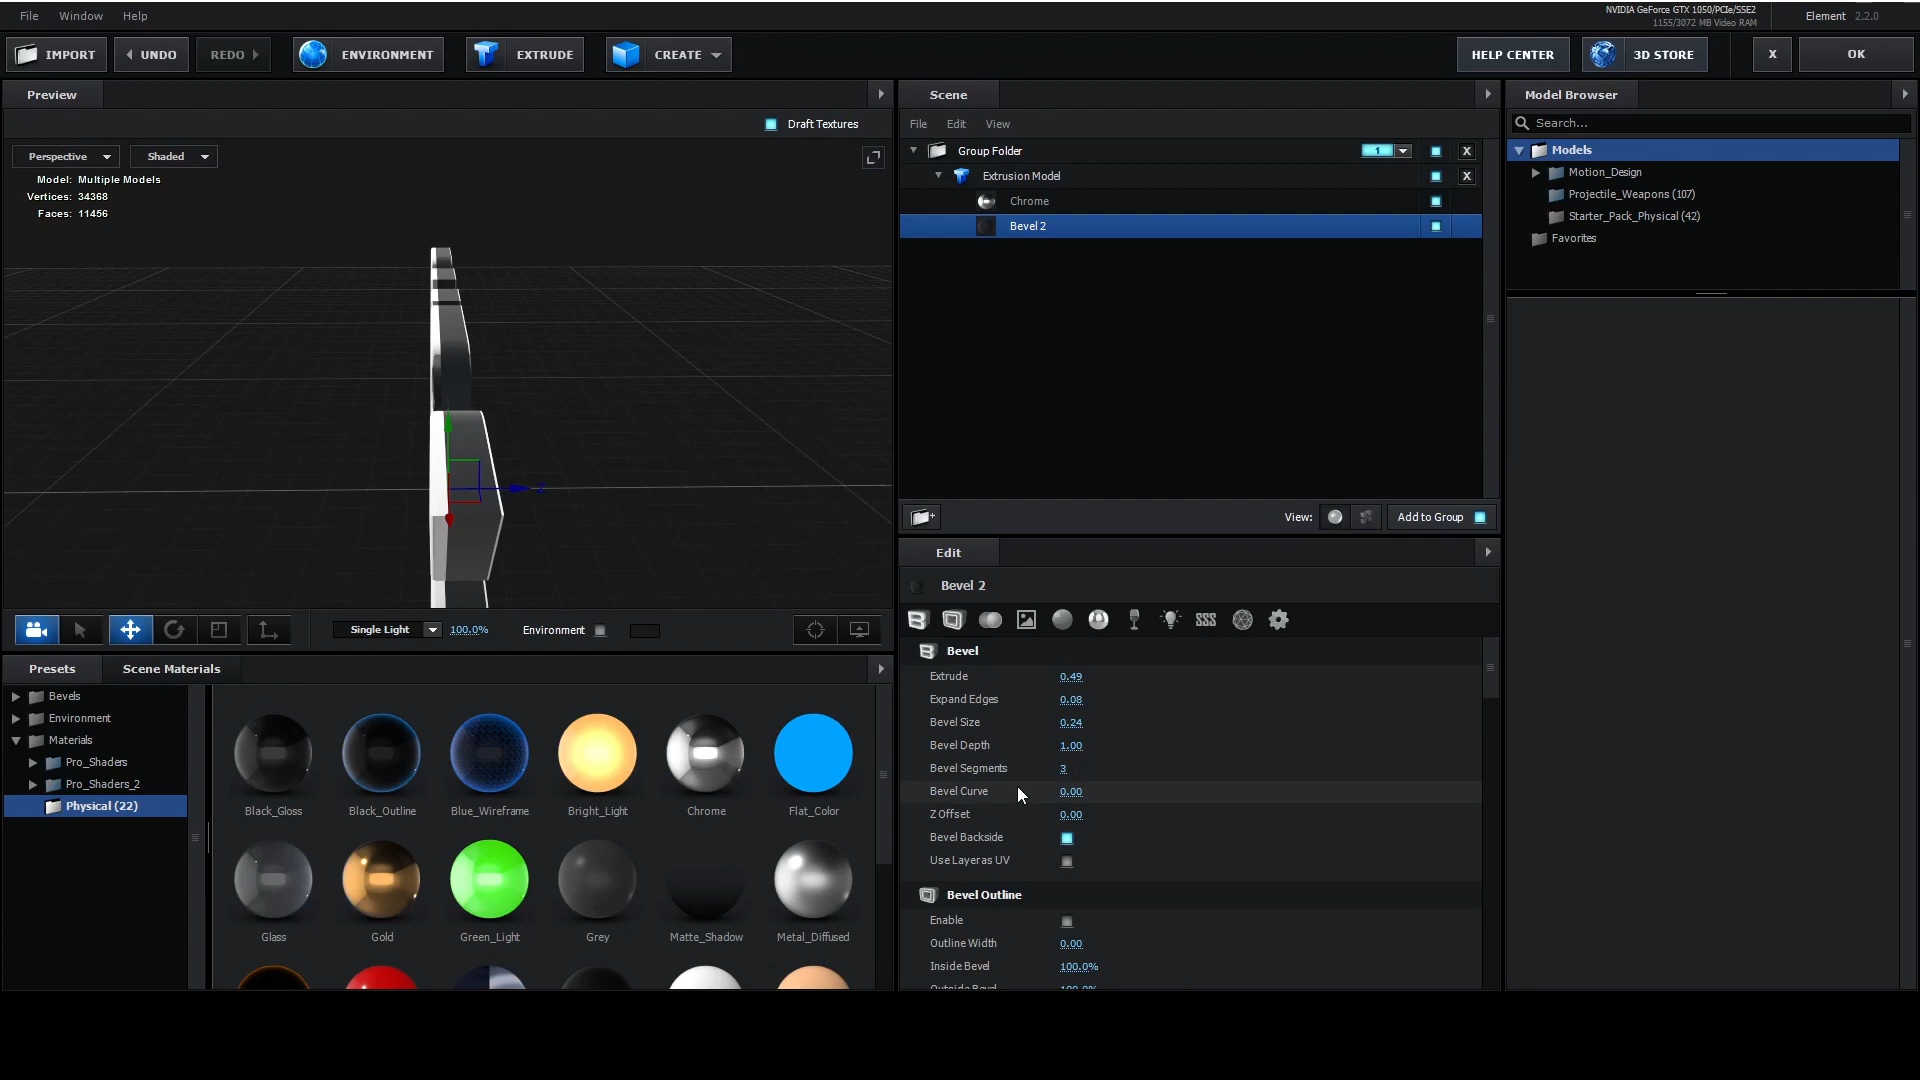 File Window Help
NVIDIA GeForce GTX 1050/PCIe/SSE2
1155/3072 MB Video RAM
Element 2.2.0
IMPORT UNDO REDO ENVIRONMENT EXTRUDE CREATE HELP CENTER 3D STORE X OK
Preview
Draft Textures
Perspective Shaded
Model: Multiple Models
Vertices: 34368
Faces: 11456
Z
Single Light 100.0% Environment
Presets Scene Materials
Bevels
Environment
Materials
Pro_Shaders
Pro_Shaders_2
Physical (22)
Black_Gloss Black_Outline Blue_Wireframe Bright_Light Chrome Flat_Color
Glass Gold Green_Light Grey Matte_Shadow Metal_Diffused
Scene
File Edit View
Group Folder 1 X
Extrusion Model X
Chrome
Bevel 2
View: Add to Group
Edit
Bevel 2
SSS
Bevel
Extrude 0.49
Expand Edges 0.08
Bevel Size 0.24
Bevel Depth 1.00
Bevel Segments 3
Bevel Curve 0.00
Z Offset 0.00
Bevel Backside
Use Layer as UV
Bevel Outline
Enable
Outline Width 0.00
Inside Bevel 100.0%
Outside Bevel 100.0%
Model Browser
Search...
Models
Motion_Design
Projectile_Weapons (107)
Starter_Pack_Physical (42)
Favorites